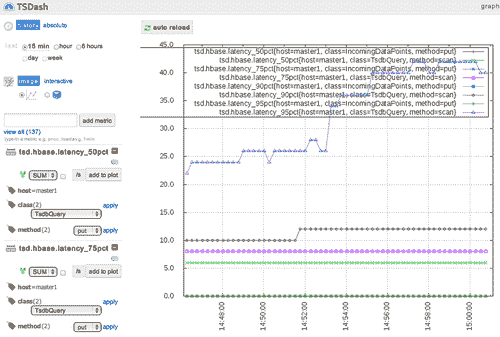 TSDash
graph
triangle absolute
last 15 min hour 6 hours
day week
auto reload
image interactive
add metric
view all (137)
tsd.hbase.latency_50pct
SUM /s add to plot
host=master1
class(2) apply
TsdbQuery
method(2) put apply
tsd.hbase.latency_75pct
SUM /s add to plot
host=master1
class(2) apply
TsdbQuery
method(2) put apply
tsd.hbase.latency_50pct{host=master1, class=IncomingDataPoints, method=put}
tsd.hbase.latency_50pct{host=master1, class=TsdbQuery, method=scan}
tsd.hbase.latency_75pct{host=master1, class=IncomingDataPoints, method=put}
tsd.hbase.latency_75pct{host=master1, class=TsdbQuery, method=scan}
tsd.hbase.latency_90pct{host=master1, class=IncomingDataPoints, method=put}
tsd.hbase.latency_90pct{host=master1, class=TsdbQuery, method=scan}
tsd.hbase.latency_95pct{host=master1, class=IncomingDataPoints, method=put}
tsd.hbase.latency_95pct{host=master1, class=TsdbQuery, method=scan}
45.0
40.0
35.0
30.0
25.0
20.0
15.0
10.0
5.0
0.0
14:48:00
14:50:00
14:52:00
14:54:00
14:56:00
14:58:00
15:00:00